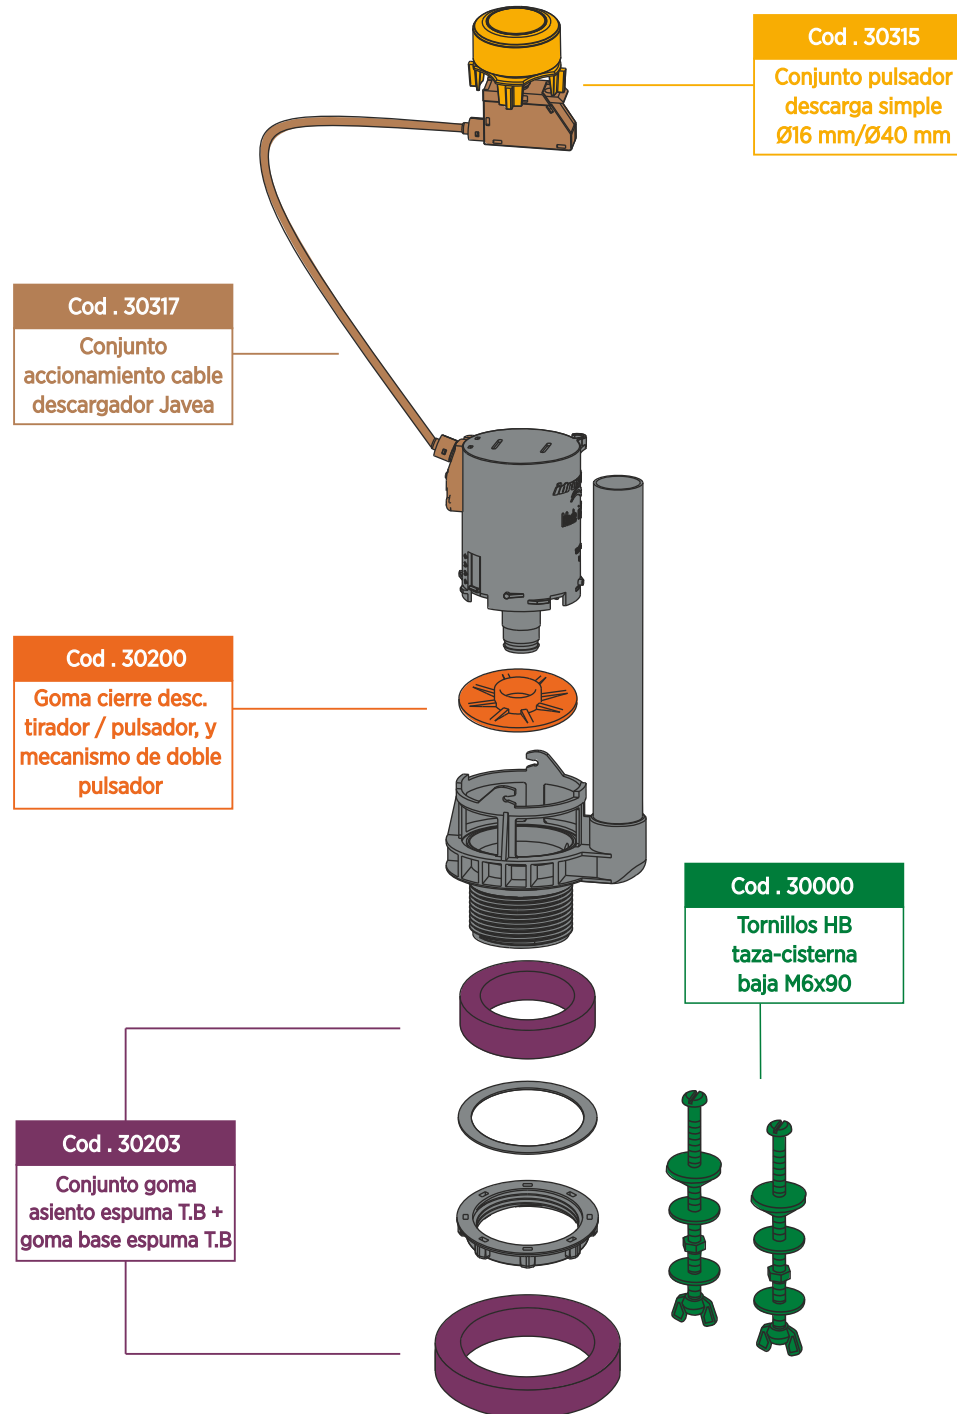 Cod . 30315
Conjunto pulsador
descarga simple
Ø16 mm/Ø40 mm
Cod . 30317
Conjunto
accionamiento cable
descargador Javea
Cod . 30200
Goma cierre desc.
tirador / pulsador, y
mecanismo de doble
pulsador
Cod . 30000
Tornillos HB
taza-cisterna
baja M6x90
Cod . 30203
Conjunto goma
asiento espuma T.B +
goma base espuma T.B